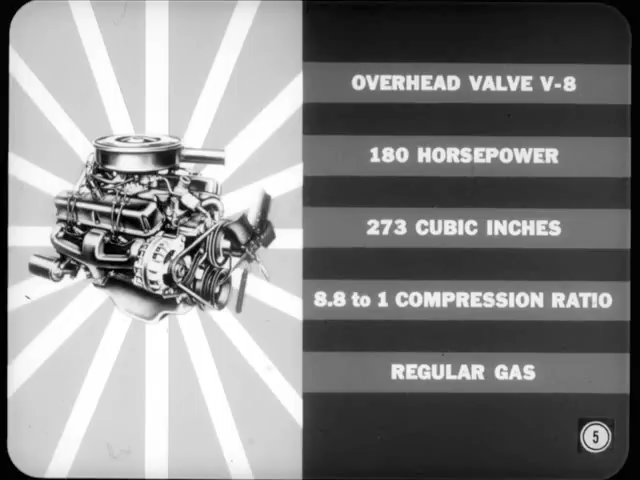 OVERHEAD VALVE V-8
180 HORSEPOWER
273 CUBIC INCHES
8.8 to 1 COMPRESSION RATIO
REGULAR GAS
5